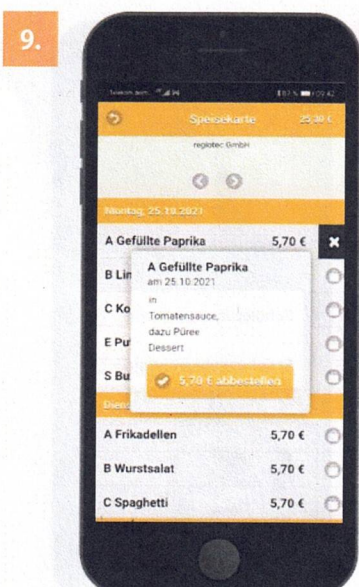 9.
Speisekarte 25,30 €
regiotec GmbH
Montag, 25.10.2021
A Gefüllte Paprika 5,70 €
A Gefüllte Paprika
am 25.10.2021
in
Tomatensauce,
dazu Püree
Dessert
5,70 € abbestellen
B Lin
C Ko
E Pu
S Bu
Diens
A Frikadellen 5,70 €
B Wurstsalat 5,70 €
C Spaghetti 5,70 €